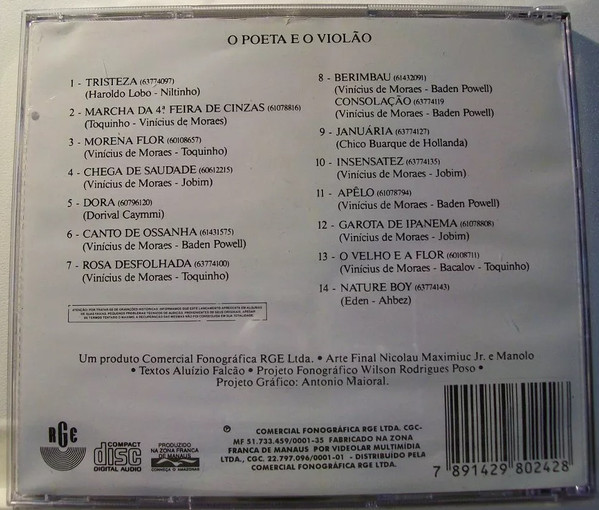 O POETA E O VIOLÃO
1 - TRISTEZA (63774097)
(Haroldo Lobo - Niltinho)
2 - MARCHA DA 4ª FEIRA DE CINZAS (61078816)
(Toquinho - Vinícius de Moraes)
3 - MORENA FLOR (60108657)
(Vinícius de Moraes - Toquinho)
4 - CHEGA DE SAUDADE (60612215)
(Vinícius de Moraes - Jobim)
5 - DORA (60796120)
(Dorival Caymmi)
6 - CANTO DE OSSANHA (61431575)
(Vinícius de Moraes - Baden Powell)
7 - ROSA DESFOLHADA (63774100)
(Vinícius de Moraes - Toquinho)
8 - BERIMBAU (61432091)
(Vinícius de Moraes - Baden Powell)
CONSOLAÇÃO (63774119
(Vinícius de Moraes - Baden Powell)
9 - JANUÁRIA (63774127)
(Chico Buarque de Hollanda)
10 - INSENSATEZ (63774135)
(Vinícius de Moraes - Jobim)
11 - APÊLO (61078794)
(Vinícius de Moraes - Baden Powell)
12 - GAROTA DE IPANEMA (61078808)
(Vinícius de Moraes - Jobim)
13 - O VELHO E A FLOR (60108711)
(Vinícius de Moraes - Bacalov - Toquinho)
14 - NATURE BOY (63774143)
(Eden - Ahbez)
Um produto Comercial Fonográfica RGE Ltda. • Arte Final Nicolau Maximiuc Jr. e Manolo
• Textos Aluízio Falcão • Projeto Fonográfico Wilson Rodrigues Poso •
Projeto Gráfico: Antonio Maioral.
RGE
COMPACT
disc
DIGITAL AUDIO
PRODUZIDO
NA ZONA FRANCA
DE MANAUS
CONHEÇA O AMAZONAS
℗ COMERCIAL FONOGRÁFICA RGE LTDA. CGC-
MF 51.733.459/0001-35 FABRICADO NA ZONA
FRANCA DE MANAUS POR VIDEOLAR MULTIMÍDIA
LTDA., CGC. 22.797.096/0001-01 - DISTRIBUÍDO PELA
COMERCIAL FONOGRÁFICA RGE LTDA.
7 891429 802428